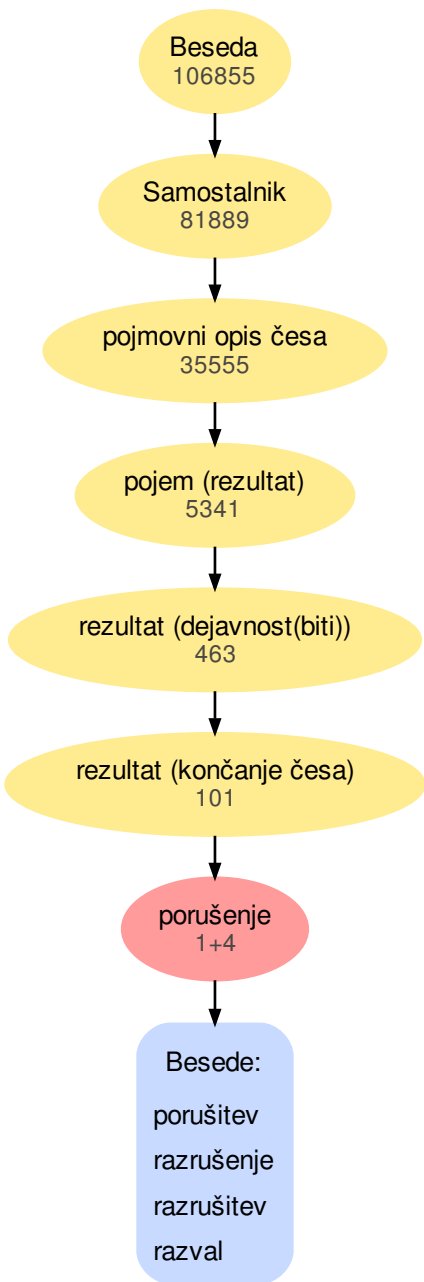 Beseda
106855
Samostalnik
81889
pojmovni opis česa
35555
pojem (rezultat)
5341
rezultat (dejavnost(biti))
463
rezultat (končanje česa)
101
porušenje
1+4
Besede:
porušitev
razrušenje
razrušitev
razval